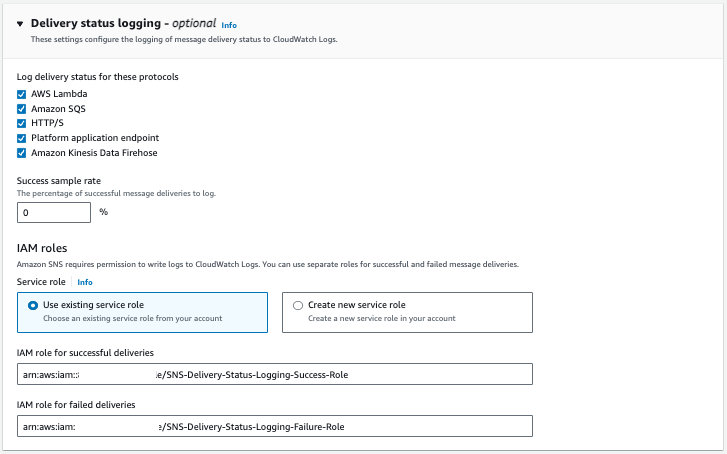 Delivery status logging - optional Info
These settings configure the logging of message delivery status to CloudWatch Logs.
Log delivery status for these protocols
AWS Lambda
Amazon SQS
HTTP/S
Platform application endpoint
Amazon Kinesis Data Firehose
Success sample rate
The percentage of successful message deliveries to log.
0 %
IAM roles
Amazon SNS requires permission to write logs to CloudWatch Logs. You can use separate roles for successful and failed message deliveries.
Service role Info
Use existing service role
Choose an existing service role from your account
Create new service role
Create a new service role in your account
IAM role for successful deliveries
arn:aws:iam:: e/SNS-Delivery-Status-Logging-Success-Role
IAM role for failed deliveries
arn:aws:iam: e/SNS-Delivery-Status-Logging-Failure-Role